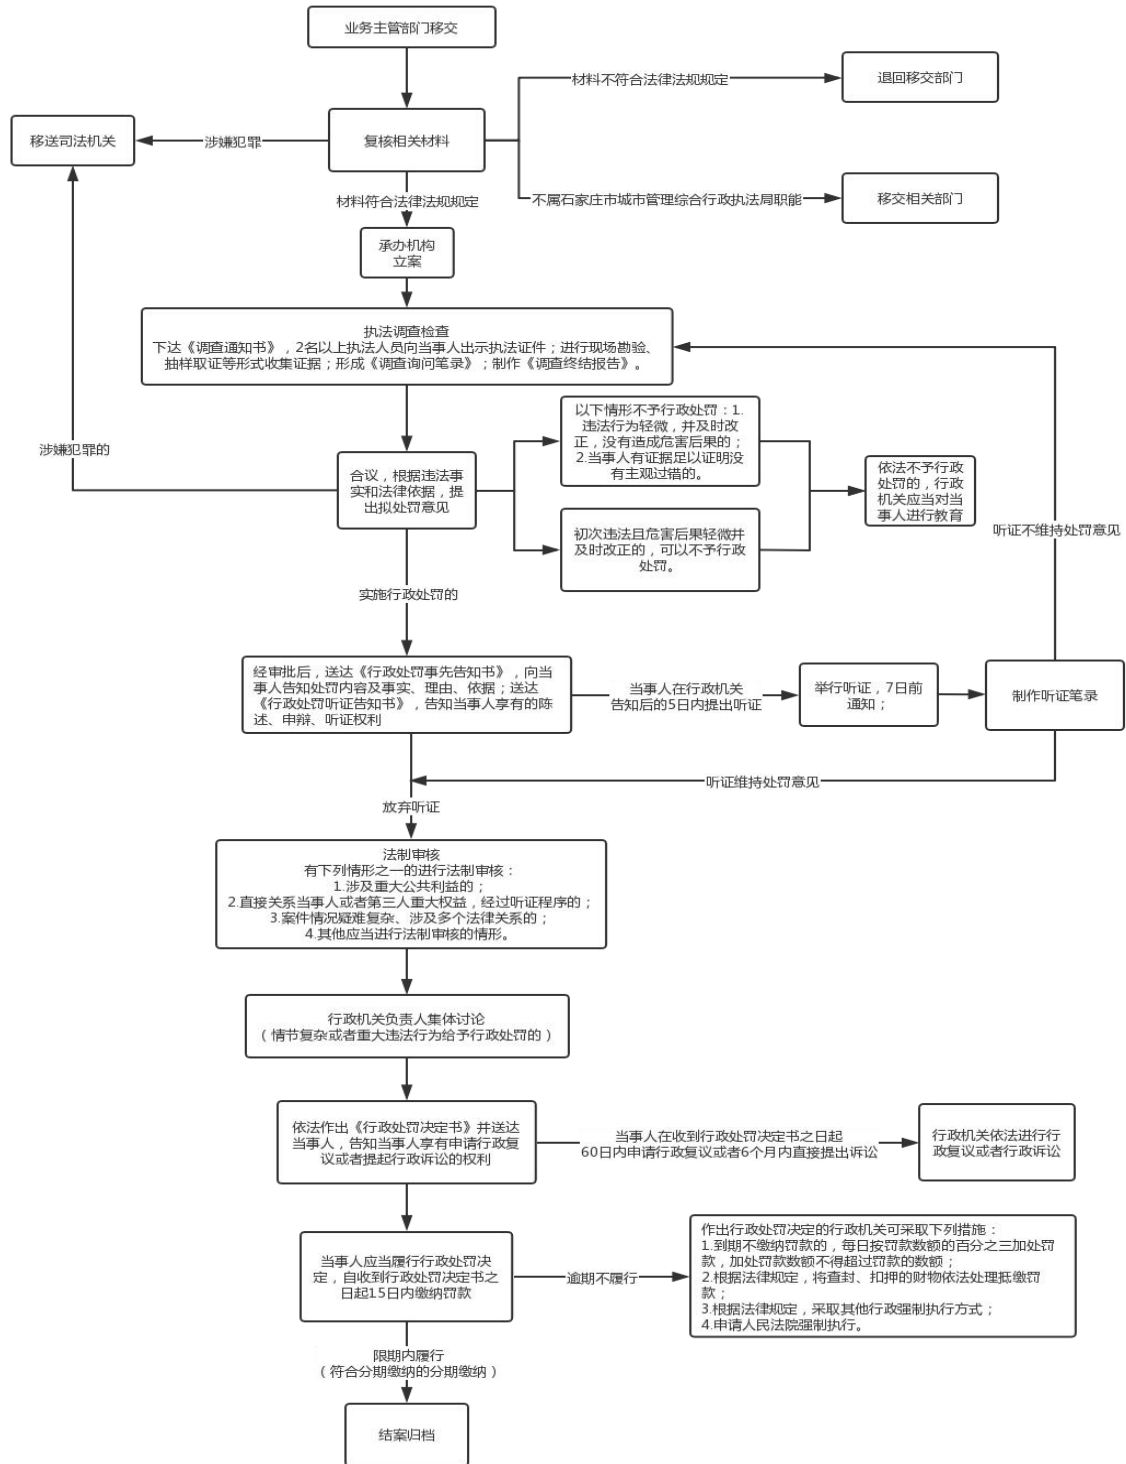 业务主管部门移交
材料不符合法律法规规定
退回移交部门
移送司法机关
涉嫌犯罪
复核相关材料
材料符合法律法规规定
不属石家庄市城市管理综合行政执法局职能
移交相关部门
承办机构
立案
执法调查检查
下达《调查通知书》，2名以上执法人员向当事人出示执法证件；进行现场勘验、
抽样取证等形式收集证据；形成《调查询问笔录》；制作《调查终结报告》。
涉嫌犯罪的
合议，根据违法事
实和法律依据，提
出拟处罚意见
以下情形不予行政处罚：1.
违法行为轻微，并及时改
正，没有造成危害后果的；
2.当事人有证据足以证明没
有主观过错的。
初次违法且危害后果轻微并
及时改正的，可以不予行政
处罚。
依法不予行政
处罚的，行政
机关应当对当
事人进行教育
听证不维持处罚意见
实施行政处罚的
经审批后，送达《行政处罚事先告知书》，向当
事人告知处罚内容及事实、理由、依据；送达
《行政处罚听证告知书》，告知当事人享有的陈
述、申辩、听证权利
当事人在行政机关
告知后的5日内提出听证
举行听证，7日前
通知；
制作听证笔录
听证维持处罚意见
放弃听证
法制审核
有下列情形之一的进行法制审核：
1.涉及重大公共利益的；
2.直接关系当事人或者第三人重大权益，经过听证程序的；
3.案件情况疑难复杂、涉及多个法律关系的；
4.其他应当进行法制审核的情形。
行政机关负责人集体讨论
（情节复杂或者重大违法行为给予行政处罚的）
依法作出《行政处罚决定书》并送达
当事人，告知当事人享有申请行政复
议或者提起行政诉讼的权利
当事人在收到行政处罚决定书之日起
60日内申请行政复议或者6个月内直接提出诉讼
行政机关依法进行行
政复议或者行政诉讼
当事人应当履行行政处罚决
定，自收到行政处罚决定书之
日起15日内缴纳罚款
逾期不履行
作出行政处罚决定的行政机关可采取下列措施：
1.到期不缴纳罚款的，每日按罚款数额的百分之三加处罚
款，加处罚款数额不得超过罚款的数额；
2.根据法律规定，将查封、扣押的财物依法处理抵缴罚
款；
3.根据法律规定，采取其他行政强制执行方式；
4.申请人民法院强制执行。
限期内履行
（符合分期缴纳的分期缴纳）
结案归档